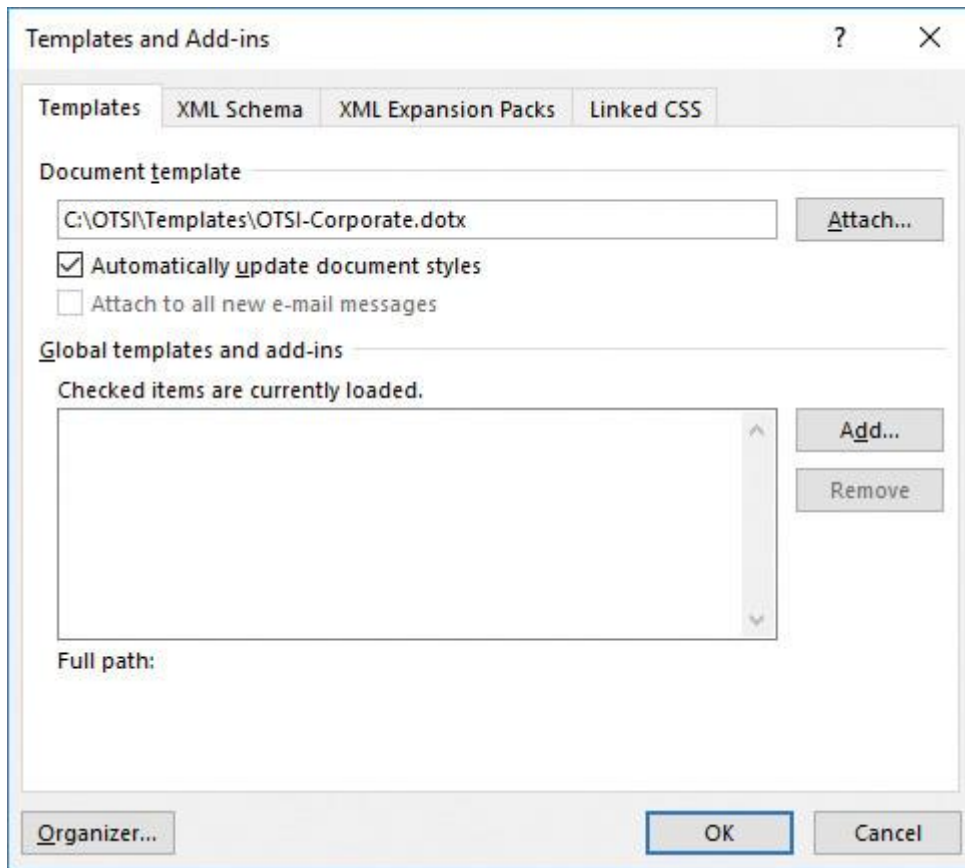 Templates and Add-ins ?
Templates XML Schema XML Expansion Packs Linked CSS
Document template
C:\OTSI\Templates\OTSI-Corporate.dotx Attach...
Automatically update document styles
Attach to all new e-mail messages
Global templates and add-ins
Checked items are currently loaded.
Add...
Remove
Full path:
Organizer... OK Cancel